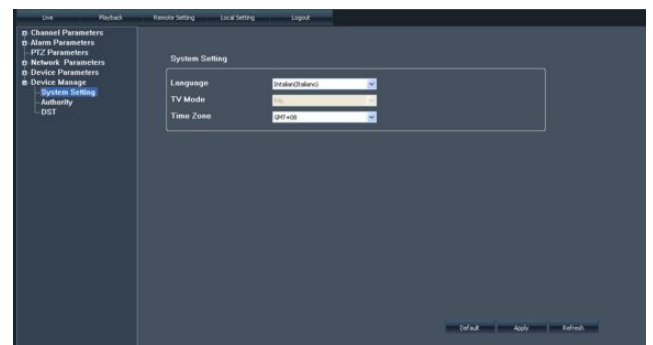 Live Playback Remote Setting Local Setting Logout
Channel Parameters
Alarm Parameters
PTZ Parameters
Network Parameters
Device Parameters
Device Manage
System Setting
Authority
DST
System Setting
Language Intalian(Italiano)
TV Mode
Time Zone GMT+08
Default Apply Refresh